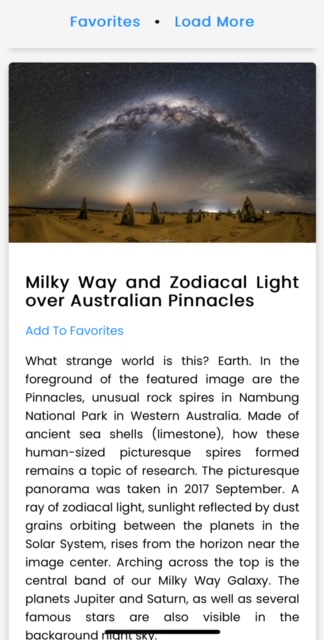 Favorites • Load More
Milky Way and Zodiacal Light
over Australian Pinnacles
Add To Favorites
What strange world is this? Earth. In the
foreground of the featured image are the
Pinnacles, unusual rock spires in Nambung
National Park in Western Australia. Made of
ancient sea shells (limestone), how these
human-sized picturesque spires formed
remains a topic of research. The picturesque
panorama was taken in 2017 September. A
ray of zodiacal light, sunlight reflected by dust
grains orbiting between the planets in the
Solar System, rises from the horizon near the
image center. Arching across the top is the
central band of our Milky Way Galaxy. The
planets Jupiter and Saturn, as well as several
famous stars are also visible in the
background night sky.